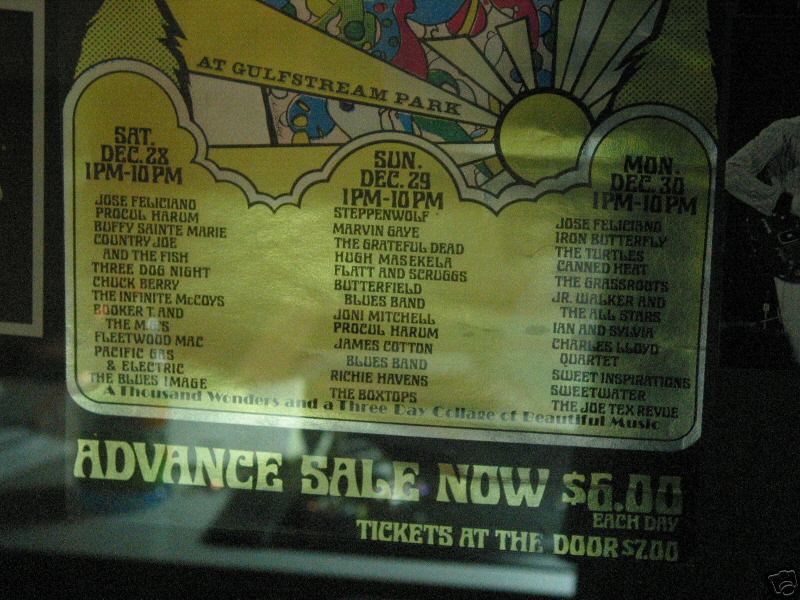 AT GULFSTREAM PARK
SAT.
DEC. 28
1PM-10PM
JOSE FELICIANO
PROCUL HARUM
BUFFY SAINTE MARIE
COUNTRY JOE
AND THE FISH
THREE DOG NIGHT
CHUCK BERRY
THE INFINITE McCOYS
BOOKER T. AND
THE M.G.'S
FLEETWOOD MAC
PACIFIC GAS
& ELECTRIC
THE BLUES IMAGE
SUN.
DEC. 29
1PM-10PM
STEPPENWOLF
MARVIN GAYE
THE GRATEFUL DEAD
HUGH MASEKELA
FLATT AND SCRUGGS
BUTTERFIELD
BLUES BAND
JONI MITCHELL
PROCUL HARUM
JAMES COTTON
BLUES BAND
RICHIE HAVENS
THE BOXTOPS
MON.
DEC. 30
1PM-10PM
JOSE FELICIANO
IRON BUTTERFLY
THE TURTLES
CANNED HEAT
THE GRASSROOTS
JR. WALKER AND
THE ALL STARS
IAN AND SYLVIA
CHARLES LLOYD
QUARTET
SWEET INSPIRATIONS
SWEETWATER
THE JOE TEX REVUE
A Thousand Wonders and a Three Day Collage of Beautiful Music
ADVANCE SALE NOW $6.00
EACH DAY
TICKETS AT THE DOOR $7.00